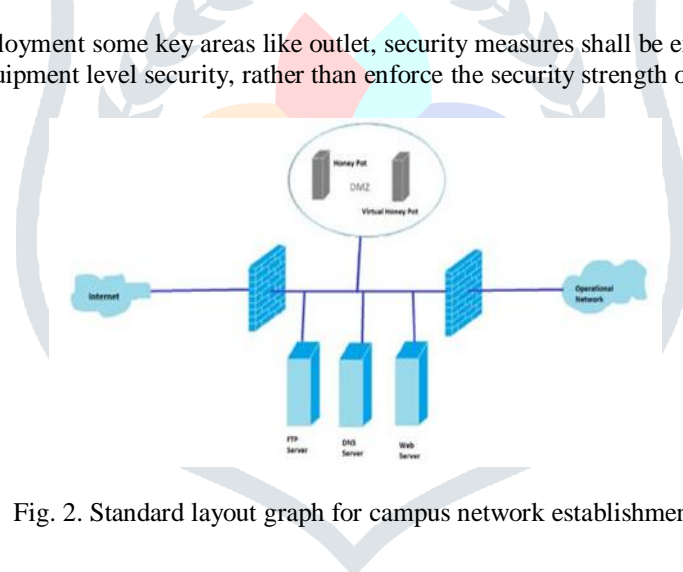 ployment some key areas like outlet, security measures shall be e
uipment level security, rather than enforce the security strength o
Honey Pot
DMZ
Virtual Honey Pot
Internet
Operational
Network
FTP
Server
DNS
Server
Web
Server
Fig. 2. Standard layout graph for campus network establishmen